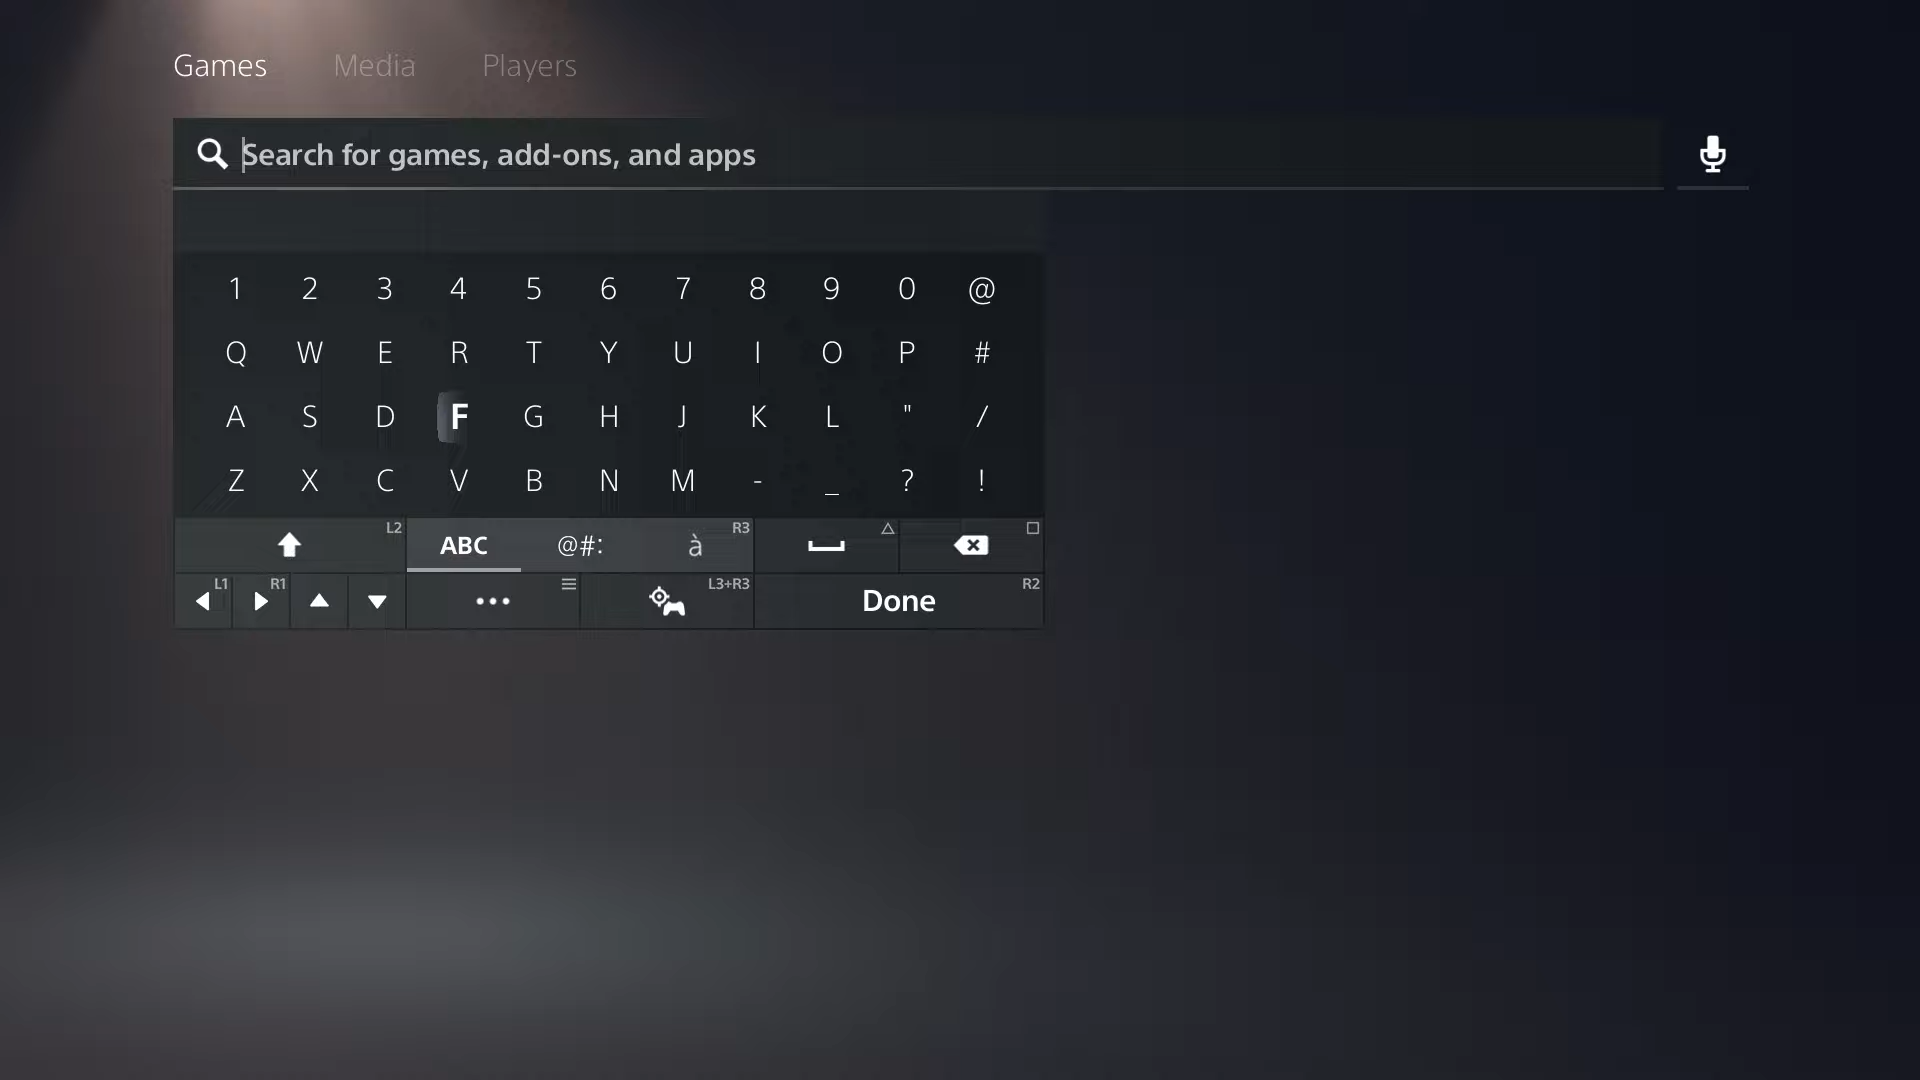 Games Media Players
Search for games, add-ons, and apps
1 2 3 4 5 6 7 8 9 0 @
Q W E R T Y U I O P #
A S D F G H J K L " /
Z X C V B N M - _ ? !
L2 ABC @#: à R3
L1 R1 L3+R3 Done R2